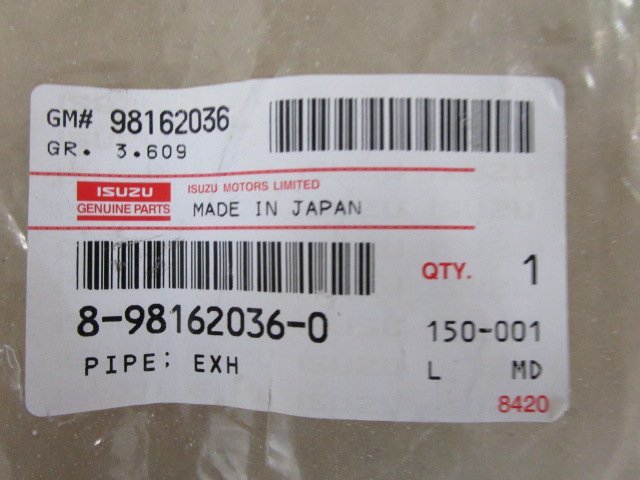 GM# 98162036
GR. 3.609
ISUZU
GENUINE PARTS
ISUZU MOTORS LIMITED
MADE IN JAPAN
QTY. 1
8-98162036-0
150-001
PIPE; EXH
L MD
8420